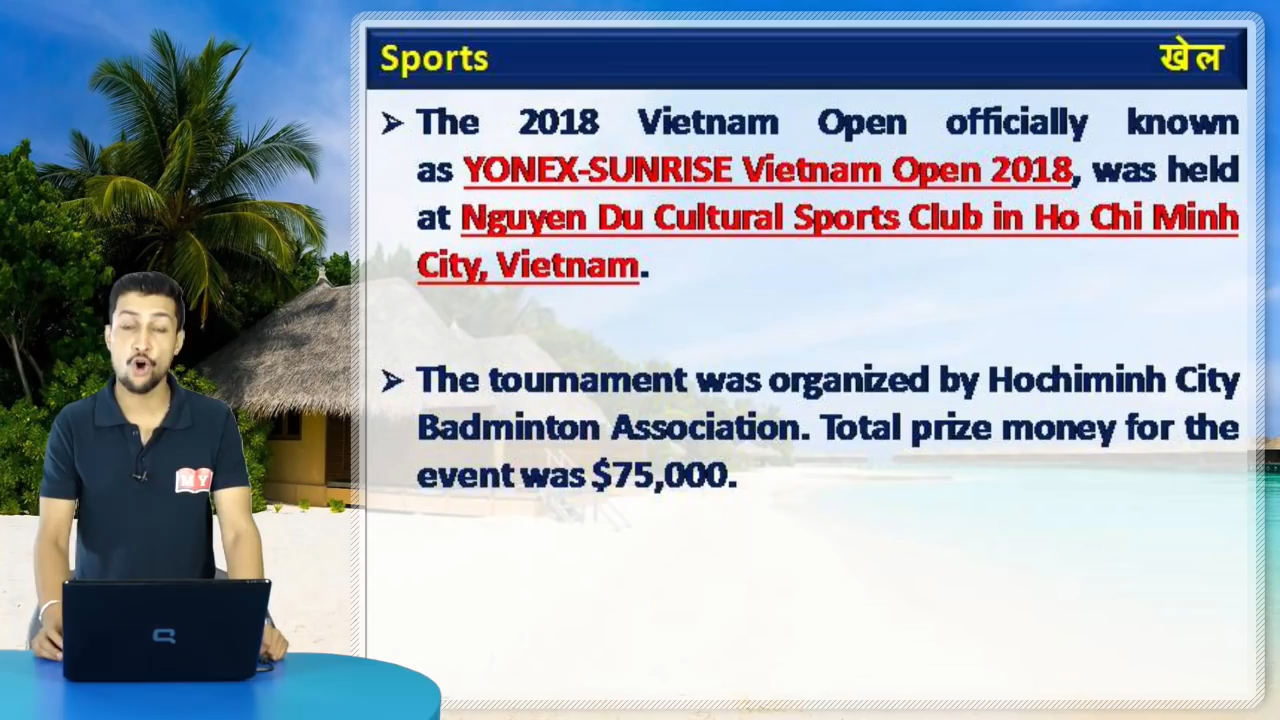 Sports खेल
➢ The 2018 Vietnam Open officially known
as YONEX-SUNRISE Vietnam Open 2018, was held
at Nguyen Du Cultural Sports Club in Ho Chi Minh
City, Vietnam.
➢ The tournament was organized by Hochiminh City
Badminton Association. Total prize money for the
event was $75,000.
MY